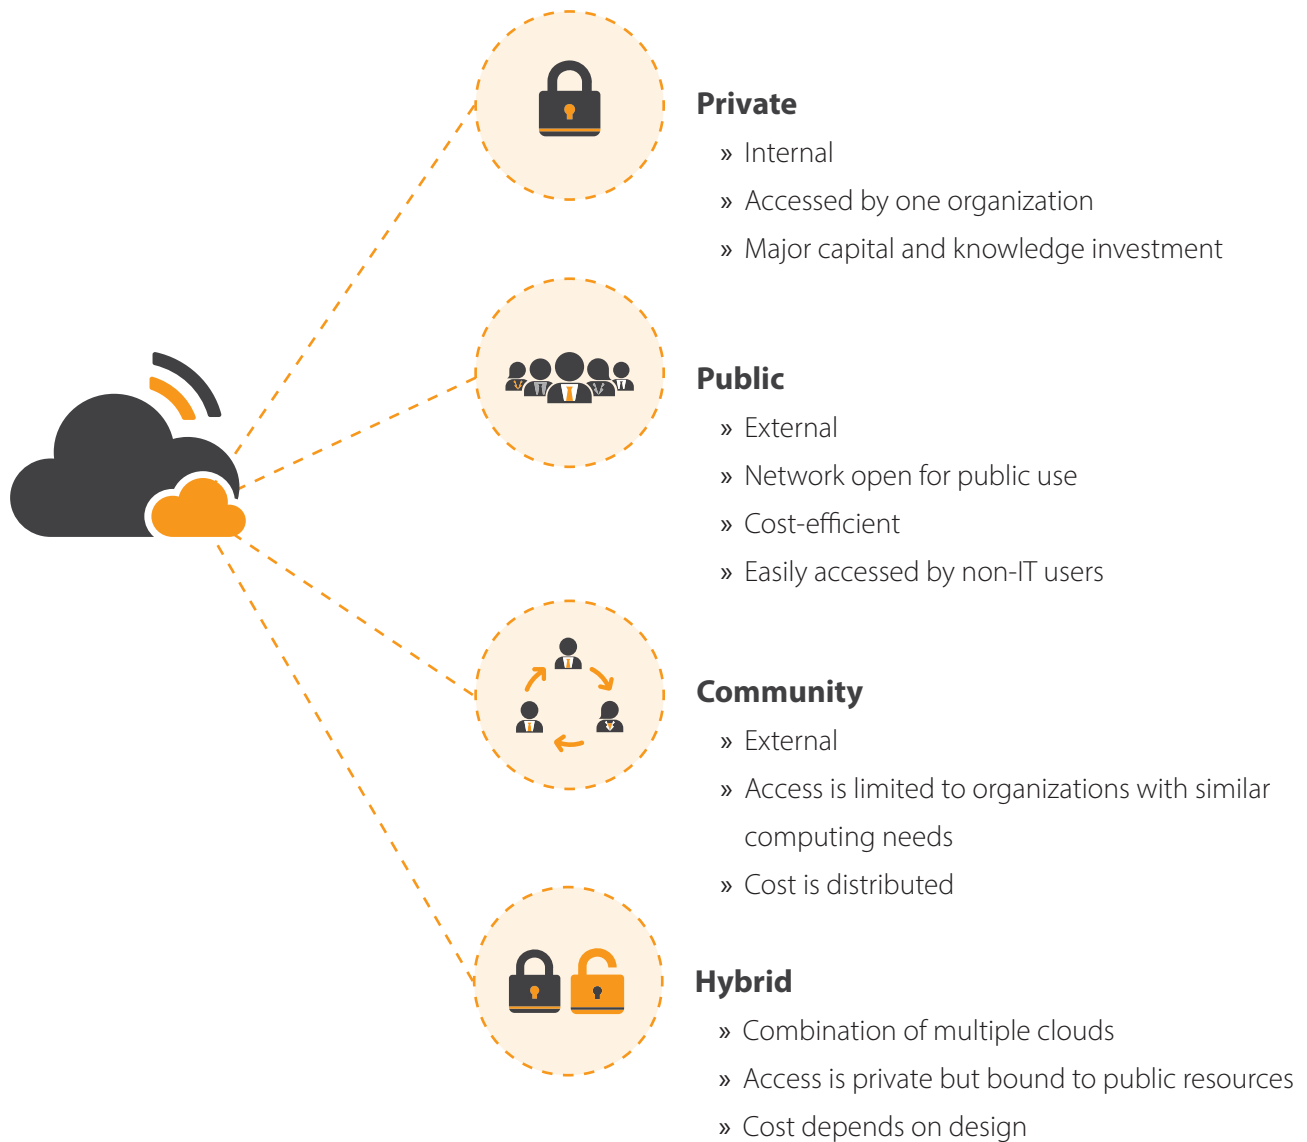 Private
» Internal
» Accessed by one organization
» Major capital and knowledge investment
Public
» External
» Network open for public use
» Cost-efficient
» Easily accessed by non-IT users
Community
» External
» Access is limited to organizations with similar
computing needs
» Cost is distributed
Hybrid
» Combination of multiple clouds
» Access is private but bound to public resources
» Cost depends on design